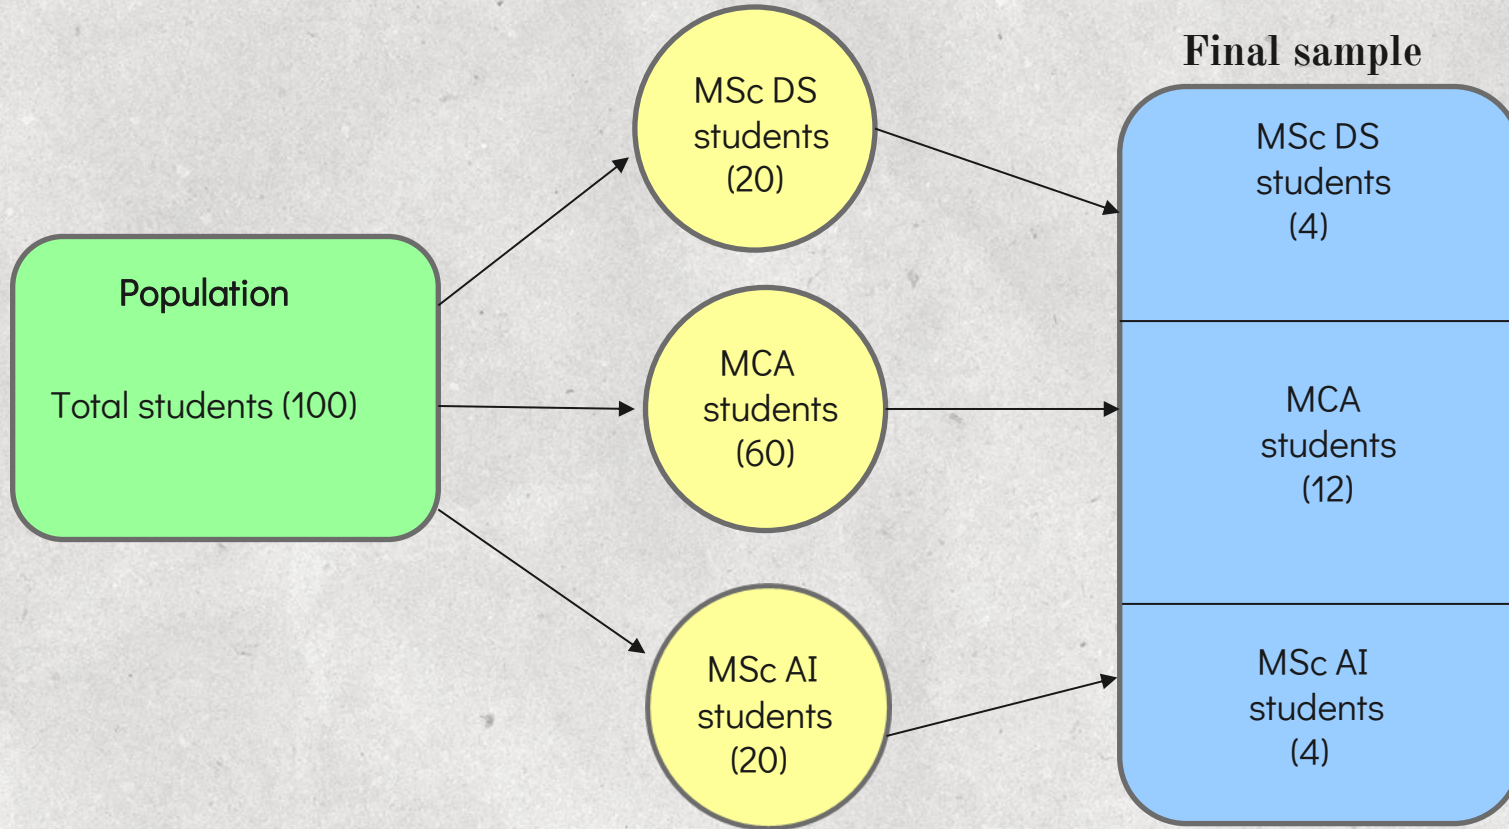 Population
Total students (100)
MSc DS
students
(20)
MCA
students
(60)
MSc AI
students
(20)
Final sample
MSc DS
students
(4)
MCA
students
(12)
MSc AI
students
(4)